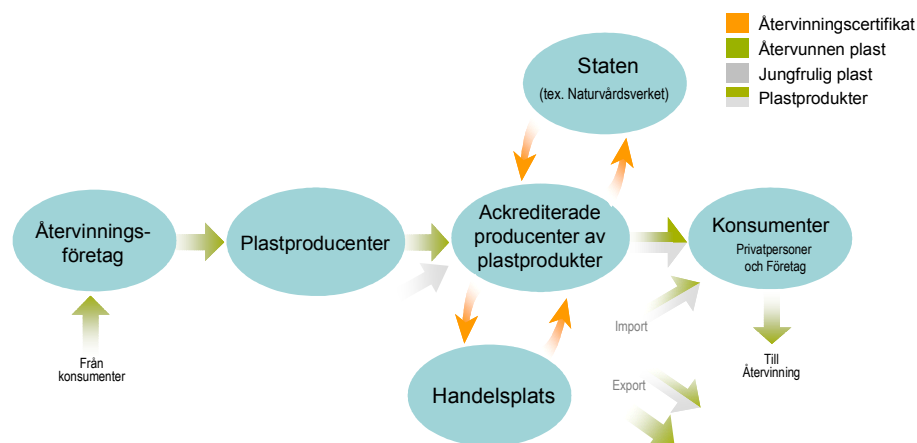 Återvinningscertifikat
Återvunnen plast
Jungfrulig plast
Plastprodukter
Staten
(tex. Naturvårdsverket)
Återvinnings-
företag
Plastproducenter
Ackrediterade
producenter av
plastprodukter
Konsumenter
Privatpersoner
och Företag
Import
Från
konsumenter
Till
Återvinning
Handelsplats
Export